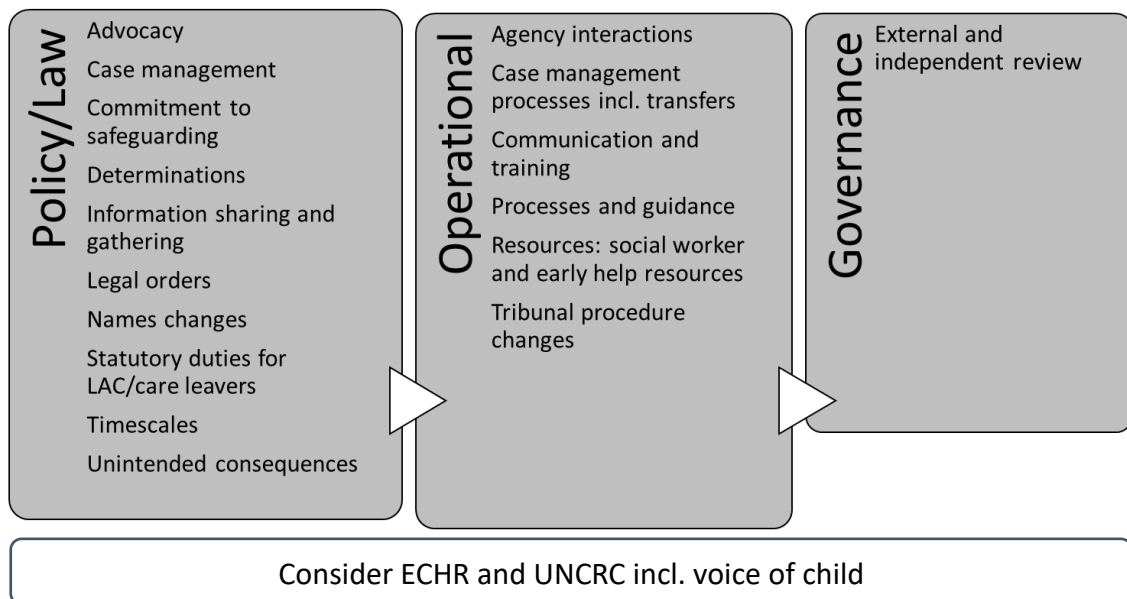 Policy/Law
Advocacy
Case management
Commitment to
safeguarding
Determinations
Information sharing and
gathering
Legal orders
Names changes
Statutory duties for
LAC/care leavers
Timescales
Unintended consequences
Operational
Agency interactions
Case management
processes incl. transfers
Communication and
training
Processes and guidance
Resources: social worker
and early help resources
Tribunal procedure
changes
Governance
External and
independent review
Consider ECHR and UNCRC incl. voice of child